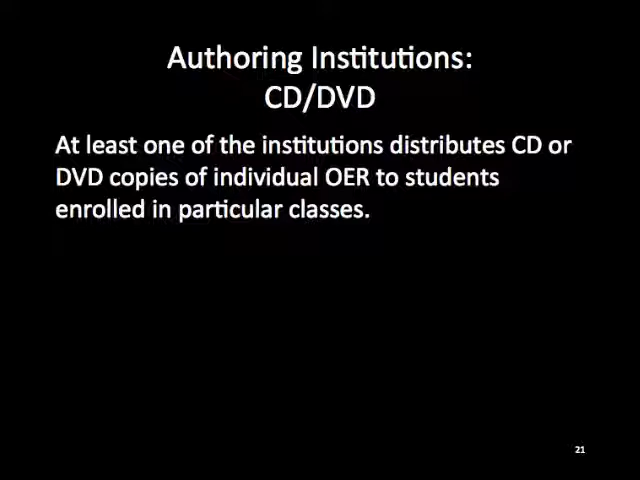 Authoring Institutions:
CD/DVD
At least one of the institutions distributes CD or
DVD copies of individual OER to students
enrolled in particular classes.
21